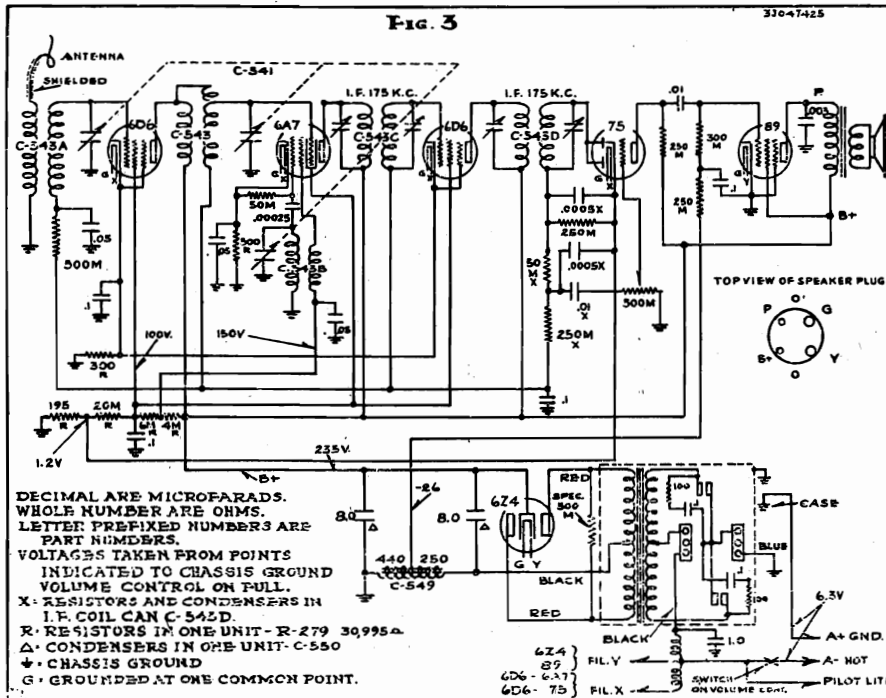 FIG. 3
33047425
ANTENNA
SHIELDED
C-541
I.F. 175 K.C.
I.F. 175 K.C.
C-543A
6D6
C-543
6A7
C-543C
6D6
C-543D
75
.01
89
P.
.003
250 M
300 M
250 M
.1
B+
G
X
G
X
G
X
G
X
G
Y
.05
500M
50M
.00025
.05
500 R
C-543B
.05
.0005X
250M
.0005X
50 M X
.01 X
500M
250M X
.1
.1
100V.
150V
300 R
TOP VIEW OF SPEAKER PLUG
P
G
B+
Y
195 R
20M R
6M R
4M R
.1
1.2V
235V.
B+
-26
8.0
△
8.0
△
6Z4
G Y
RED
SPEC. 500 M
BLACK
RED
440
250
C-549
100
BLUE
CASE
100
BLACK
1.0
6.3V
A+ GND.
A- HOT
PILOT LITE
SWITCH ON VOLUME CONT.
6Z4
89
FIL.Y
6D6 - 6A7
6D6 - 75
FIL.X
DECIMAL ARE MICROFARADS.
WHOLE NUMBER ARE OHMS.
LETTER PREFIXED NUMBERS ARE
PART NUMBERS.
VOLTAGES TAKEN FROM POINTS
INDICATED TO CHASSIS GROUND
VOLUME CONTROL ON FULL.
X- RESISTORS AND CONDENSERS IN
I.F. COIL CAN C-543D.
R- RESISTORS IN ONE UNIT - R-279 30,995Ω
△- CONDENSERS IN ONE UNIT - C-550
- CHASSIS GROUND
G- GROUNDED AT ONE COMMON POINT.